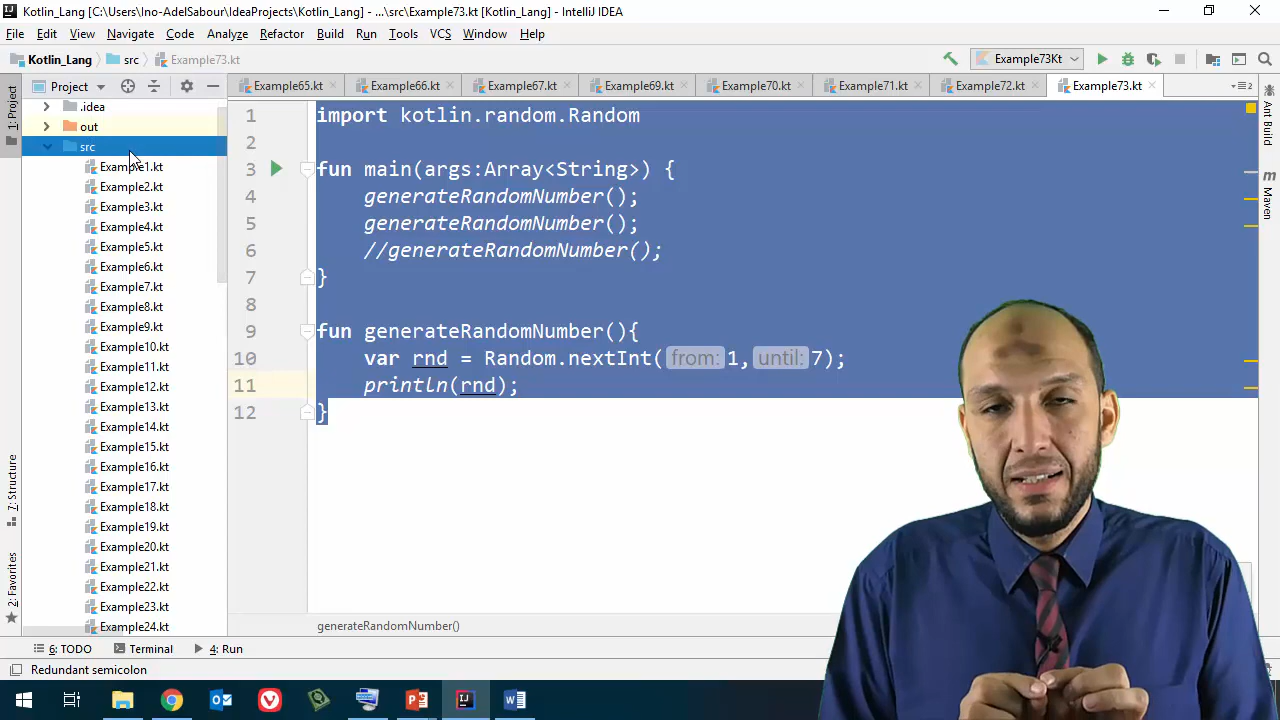 Kotlin_Lang [C:\Users\Ino-AdelSabour\IdeaProjects\Kotlin_Lang] - ...\src\Example73.kt [Kotlin_Lang] - IntelliJ IDEA
File Edit View Navigate Code Analyze Refactor Build Run Tools VCS Window Help
Kotlin_Lang src Example73.kt Example73Kt
1: Project
Project
Example65.kt Example66.kt Example67.kt Example69.kt Example70.kt Example71.kt Example72.kt Example73.kt
.idea
out
src
Example1.kt
Example2.kt
Example3.kt
Example4.kt
Example5.kt
Example6.kt
Example7.kt
Example8.kt
Example9.kt
Example10.kt
Example11.kt
Example12.kt
Example13.kt
Example14.kt
Example15.kt
Example16.kt
Example17.kt
Example18.kt
Example19.kt
Example20.kt
Example21.kt
Example22.kt
Example23.kt
Example24.kt
1 import kotlin.random.Random
2
3 fun main(args:Array<String>) {
4 generateRandomNumber();
5 generateRandomNumber();
6 //generateRandomNumber();
7 }
8
9 fun generateRandomNumber(){
10 var rnd = Random.nextInt( from: 1, until: 7);
11 println(rnd);
12 }
generateRandomNumber()
Ant Build
m Maven
7: Structure
2: Favorites
6: TODO Terminal 4: Run
Redundant semicolon